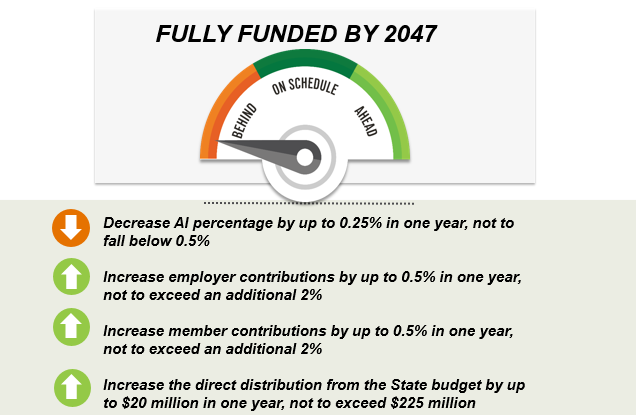 FULLY FUNDED BY 2047
BEHIND
ON SCHEDULE
AHEAD
Decrease AI percentage by up to 0.25% in one year, not to
fall below 0.5%
Increase employer contributions by up to 0.5% in one year,
not to exceed an additional 2%
Increase member contributions by up to 0.5% in one year,
not to exceed an additional 2%
Increase the direct distribution from the State budget by up
to $20 million in one year, not to exceed $225 million